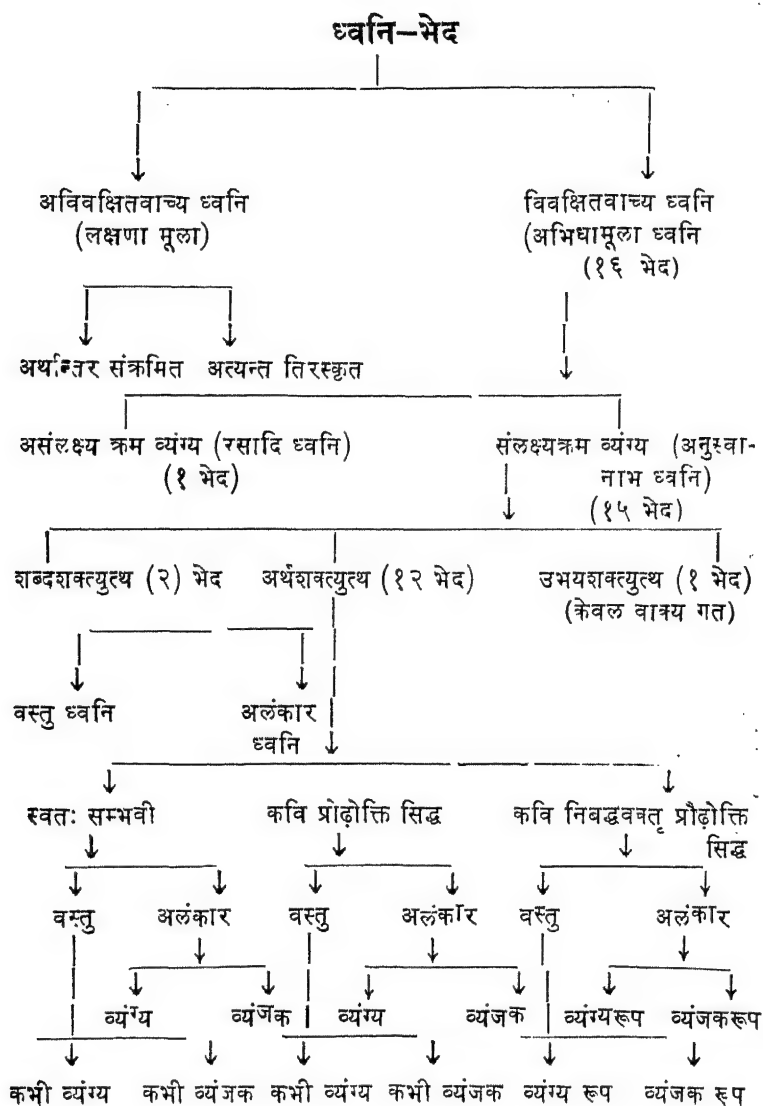 ध्वनि-भेद
अविवक्षितवाच्य ध्वनि विवक्षितवाच्य ध्वनि
(लक्षणा मूला) (अभिधामूला ध्वनि
(१६ भेद)
अर्थान्तर संक्रमित अत्यन्त तिरस्कृत
असंलक्ष्य क्रम व्यंग्य (रसादि ध्वनि) संलक्ष्यक्रम व्यंग्य (अनुस्वा-
(१ भेद) नाभ ध्वनि)
(१५ भेद)
शब्दशक्त्युत्थ (२) भेद अर्थशक्त्युत्थ (१२ भेद) उभयशक्त्युत्थ (१ भेद)
(केवल वाक्य गत)
वस्तु ध्वनि अलंकार
ध्वनि
स्वतः सम्भवी कवि प्रोढ़ोक्ति सिद्ध कवि निबद्धवक्तृ प्रौढ़ोक्ति
सिद्ध
वस्तु अलंकार वस्तु अलंकार वस्तु अलंकार
व्यंग्य व्यंजक व्यंग्य व्यंजक व्यंग्यरूप व्यंजकरूप
कभी व्यंग्य कभी व्यंजक कभी व्यंग्य कभी व्यंजक व्यंग्य रूप व्यंजक रूप